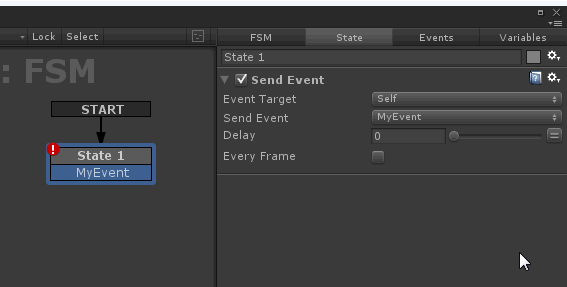 Lock Select
FSM State Events Variables
: FSM
State 1
START
Send Event
Event Target Self
Send Event MyEvent
Delay 0
Every Frame
! State 1
MyEvent